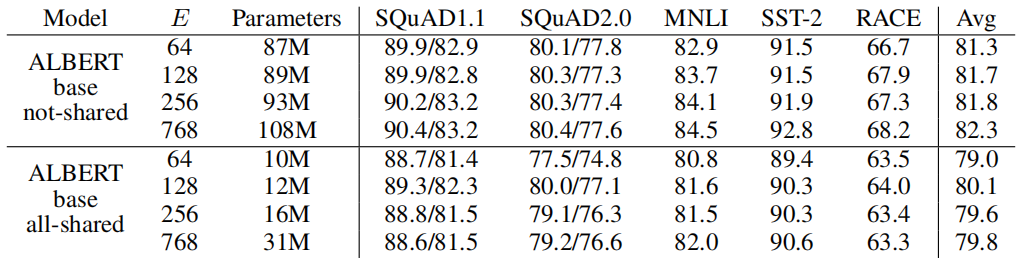 Model E Parameters SQuAD1.1 SQuAD2.0 MNLI SST-2 RACE Avg
ALBERT base not-shared 64 87M 89.9/82.9 80.1/77.8 82.9 91.5 66.7 81.3
128 89M 89.9/82.8 80.3/77.3 83.7 91.5 67.9 81.7
256 93M 90.2/83.2 80.3/77.4 84.1 91.9 67.3 81.8
768 108M 90.4/83.2 80.4/77.6 84.5 92.8 68.2 82.3
ALBERT base all-shared 64 10M 88.7/81.4 77.5/74.8 80.8 89.4 63.5 79.0
128 12M 89.3/82.3 80.0/77.1 81.6 90.3 64.0 80.1
256 16M 88.8/81.5 79.1/76.3 81.5 90.3 63.4 79.6
768 31M 88.6/81.5 79.2/76.6 82.0 90.6 63.3 79.8